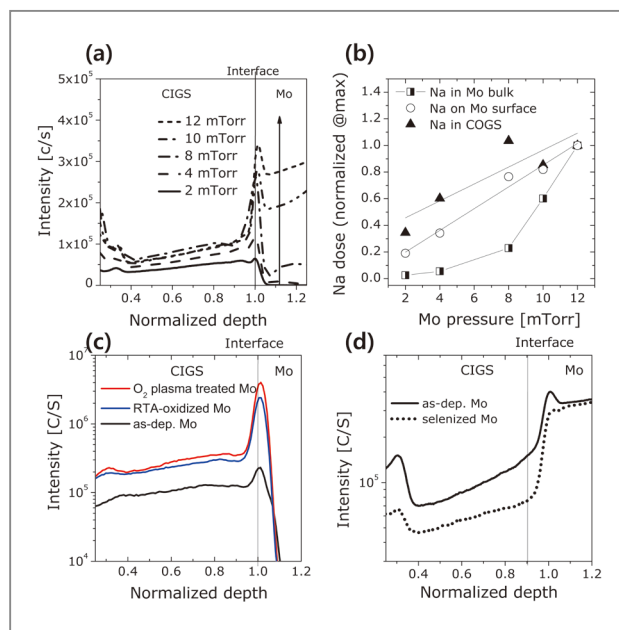 (a)
Interface
CIGS
Mo
5x10⁵
4x10⁵
3x10⁵
2x10⁵
1x10⁵
0
12 mTorr
10 mTorr
8 mTorr
4 mTorr
2 mTorr
Intensity [c/s]
0.4 0.6 0.8 1.0 1.2
Normalized depth
(b)
Na in Mo bulk
Na on Mo surface
Na in COGS
1.4
1.2
1.0
0.8
0.6
0.4
0.2
0.0
Na dose (normalized @max)
2 4 6 8 10 12
Mo pressure [mTorr]
(c)
Interface
CIGS
Mo
10⁷
10⁶
10⁵
10⁴
O₂ plasma treated Mo
RTA-oxidized Mo
as-dep. Mo
Intensity [C/S]
0.4 0.6 0.8 1.0 1.2
Normalized depth
(d)
Interface
CIGS
Mo
as-dep. Mo
selenized Mo
10⁵
Intensity [C/S]
0.4 0.6 0.8 1.0 1.2
Normalized depth